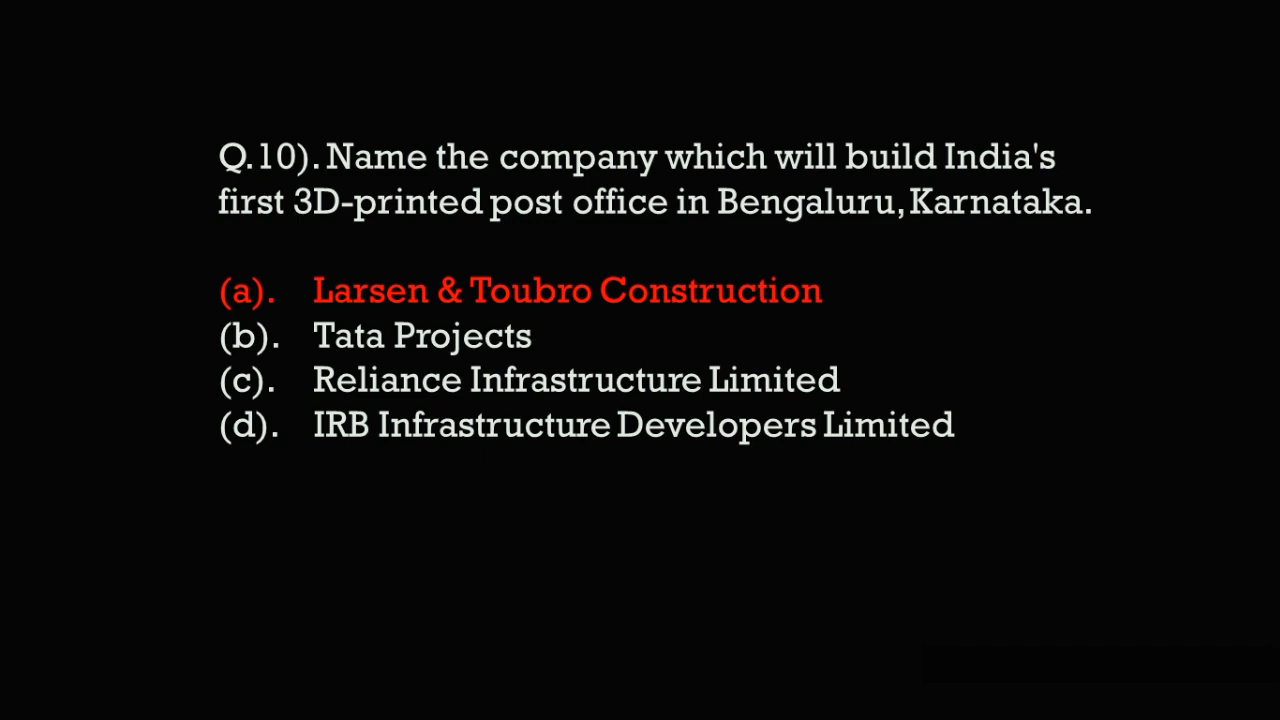 Q.10). Name the company which will build India's
first 3D-printed post office in Bengaluru, Karnataka.
(a). Larsen & Toubro Construction
(b). Tata Projects
(c). Reliance Infrastructure Limited
(d). IRB Infrastructure Developers Limited